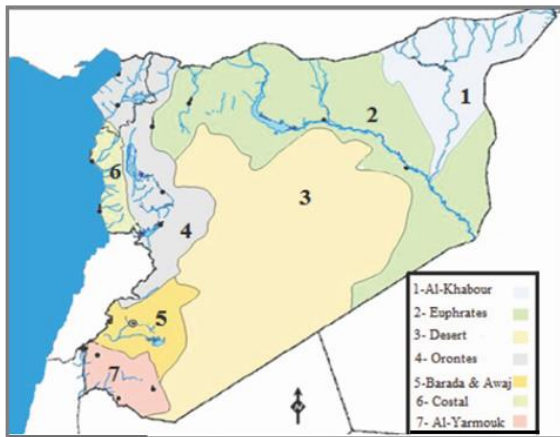 1
2
3
6
4
5
7
N
1-Al-Khabour
2- Euphrates
3- Desert
4- Orontes
5-Barada & Awaj
6- Costal
7- Al-Yarmouk